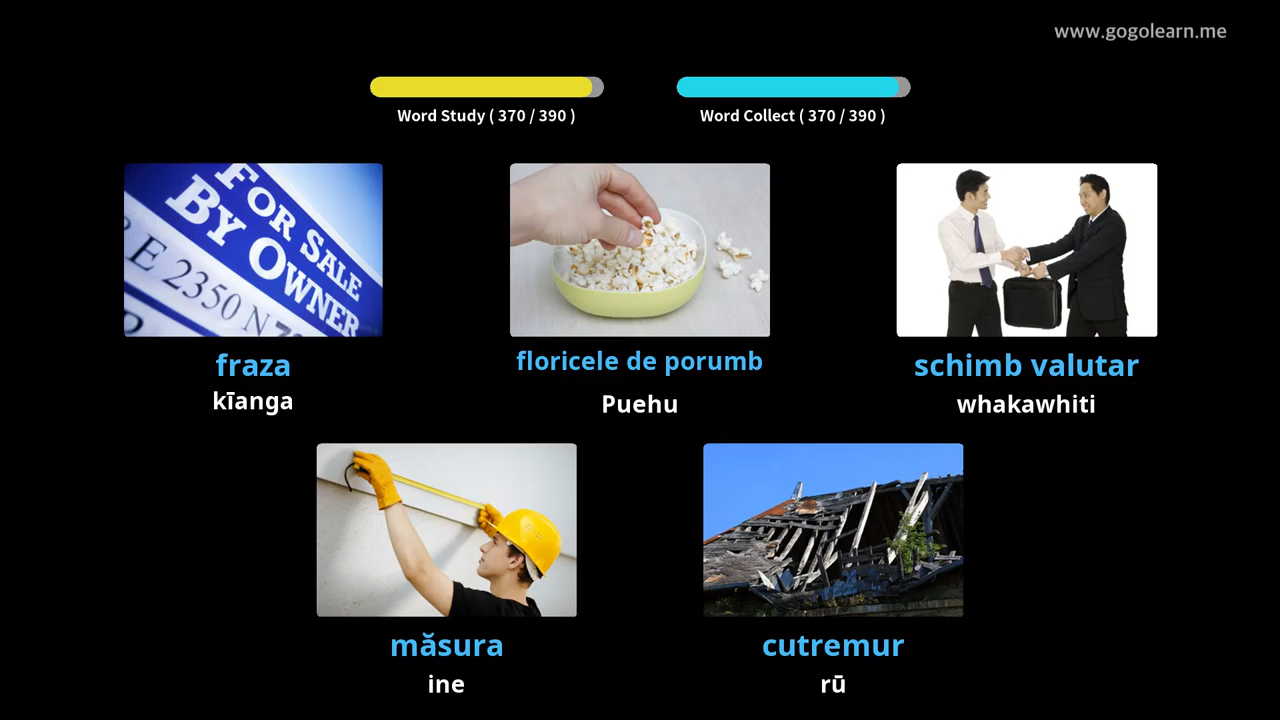 www.gogolearn.me
Word Study ( 370 / 390 )
Word Collect ( 370 / 390 )
FOR SALE
BY OWNER
E 2350 N
fraza
kīanga
floricele de porumb
Puehu
schimb valutar
whakawhiti
măsura
ine
cutremur
rū